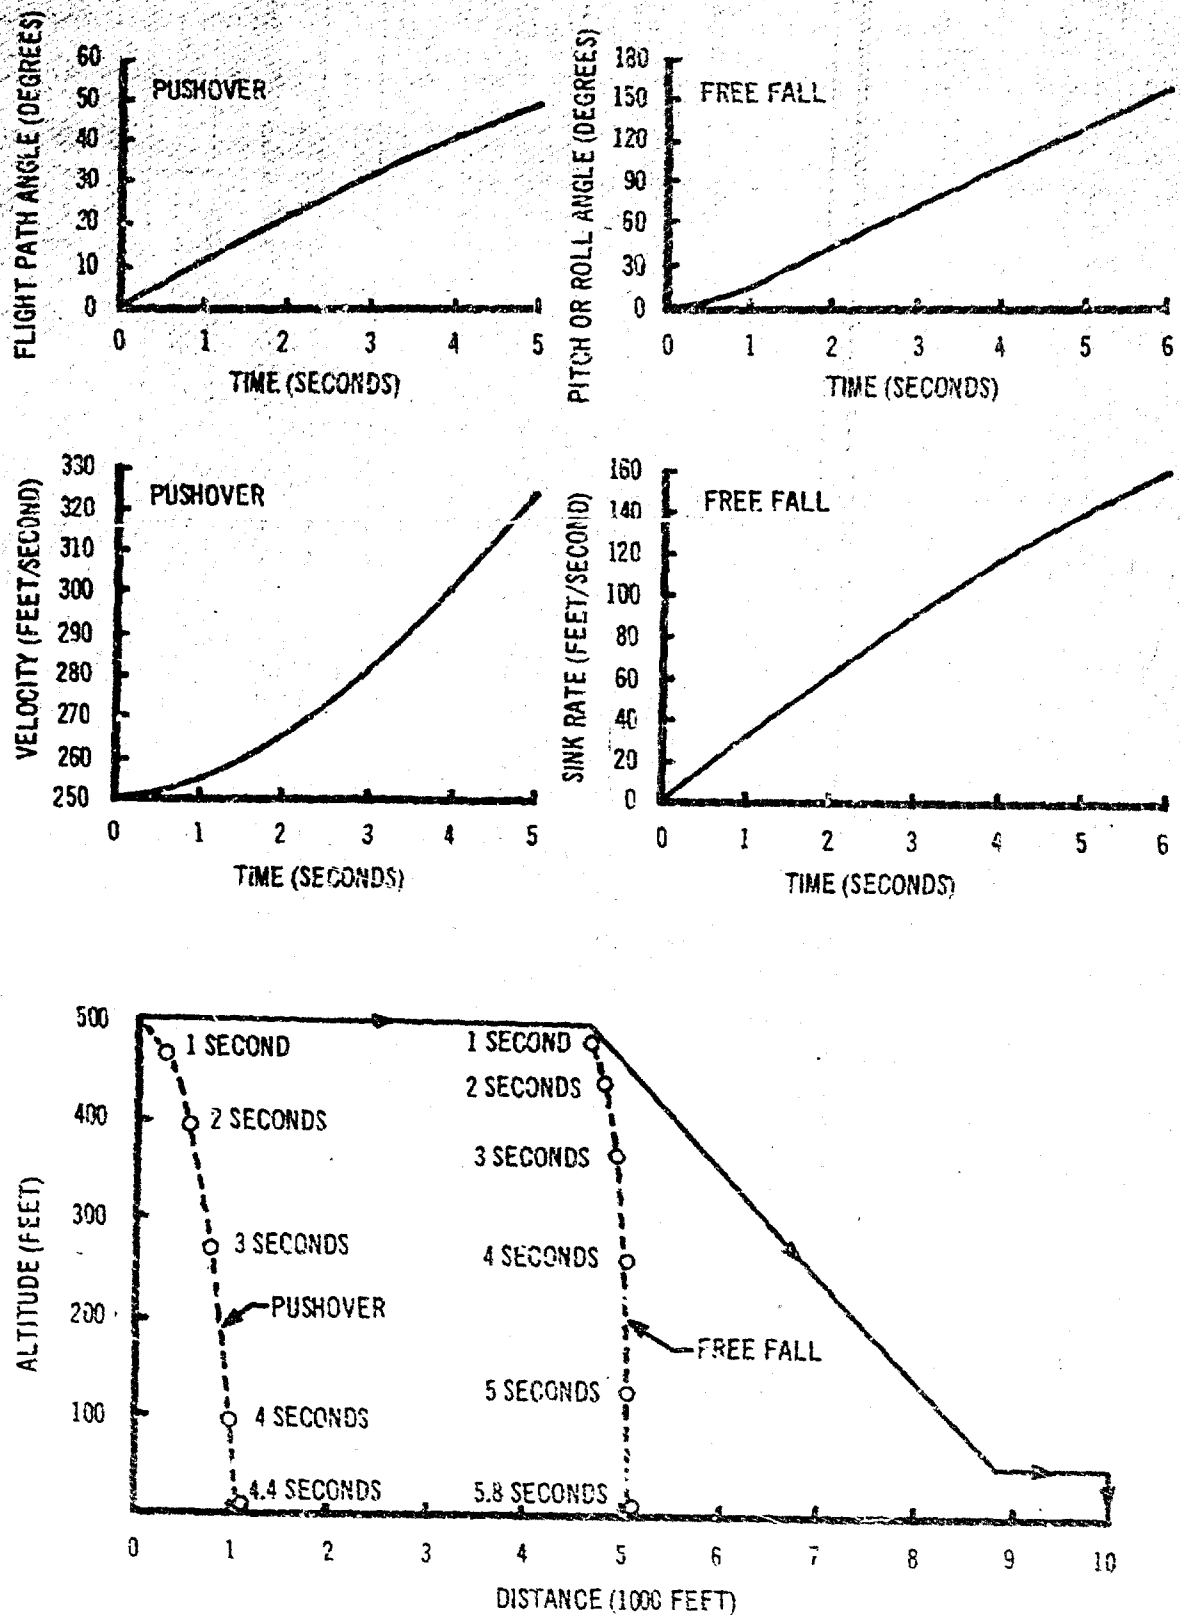 FLIGHT PATH ANGLE (DEGREES)
60
50
40
30
20
10
0
PUSHOVER
0 1 2 3 4 5
TIME (SECONDS)
PITCH OR ROLL ANGLE (DEGREES)
180
150
120
90
60
30
0
FREE FALL
0 1 2 3 4 5 6
TIME (SECONDS)
VELOCITY (FEET/SECOND)
330
320
310
300
290
280
270
260
250
PUSHOVER
0 1 2 3 4 5
TIME (SECONDS)
SINK RATE (FEET/SECOND)
160
140
120
100
80
60
40
20
0
FREE FALL
0 1 2 3 4 5 6
TIME (SECONDS)
ALTITUDE (FEET)
500
400
300
200
100
1 SECOND
2 SECONDS
3 SECONDS
PUSHOVER
4 SECONDS
4.4 SECONDS
1 SECOND
2 SECONDS
3 SECONDS
4 SECONDS
FREE FALL
5 SECONDS
5.8 SECONDS
0 1 2 3 4 5 6 7 8 9 10
DISTANCE (1000 FEET)